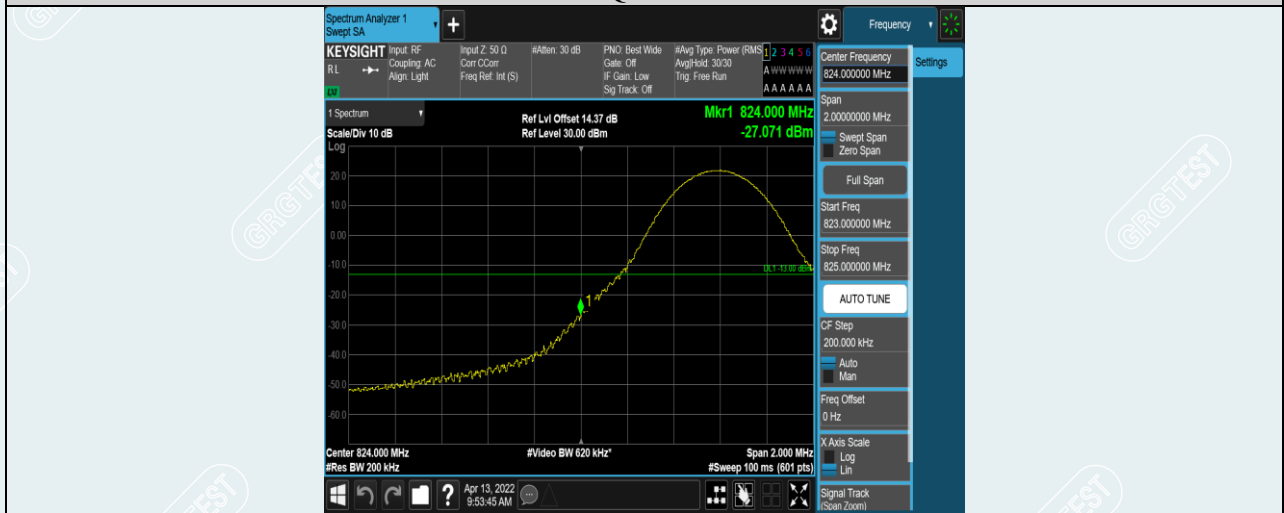 Spectrum Analyzer 1
Swept SA
+
Frequency
KEYSIGHT
RL
LW
Input: RF
Coupling: AC
Align: Light
Input Z: 50 Ω
Corr CCorr
Freq Ref: Int (S)
#Atten: 30 dB
PNO: Best Wide
Gate: Off
IF Gain: Low
Sig Track: Off
#Avg Type: Power (RMS
Avg|Hold: 30/30
Trig: Free Run
1 2 3 4 5 6
A W W W W W
A A A A A A
1 Spectrum
Scale/Div 10 dB
Log
Ref Lvl Offset 14.37 dB
Ref Level 30.00 dBm
Mkr1 824.000 MHz
-27.071 dBm
20.0
10.0
0.00
-10.0
-20.0
-30.0
-40.0
-50.0
-60.0
DL1 -13.00 dBm
1
Center 824.000 MHz
#Res BW 200 kHz
#Video BW 620 kHz*
Span 2.000 MHz
#Sweep 100 ms (601 pts)
?
Apr 13, 2022
9:53:45 AM
Center Frequency
824.000000 MHz
Settings
Span
2.00000000 MHz
Swept Span
Zero Span
Full Span
Start Freq
823.000000 MHz
Stop Freq
825.000000 MHz
AUTO TUNE
CF Step
200.000 kHz
Auto
Man
Freq Offset
0 Hz
X Axis Scale
Log
Lin
Signal Track
(Span Zoom)
GRGTEST
GRGTEST
GRGTEST